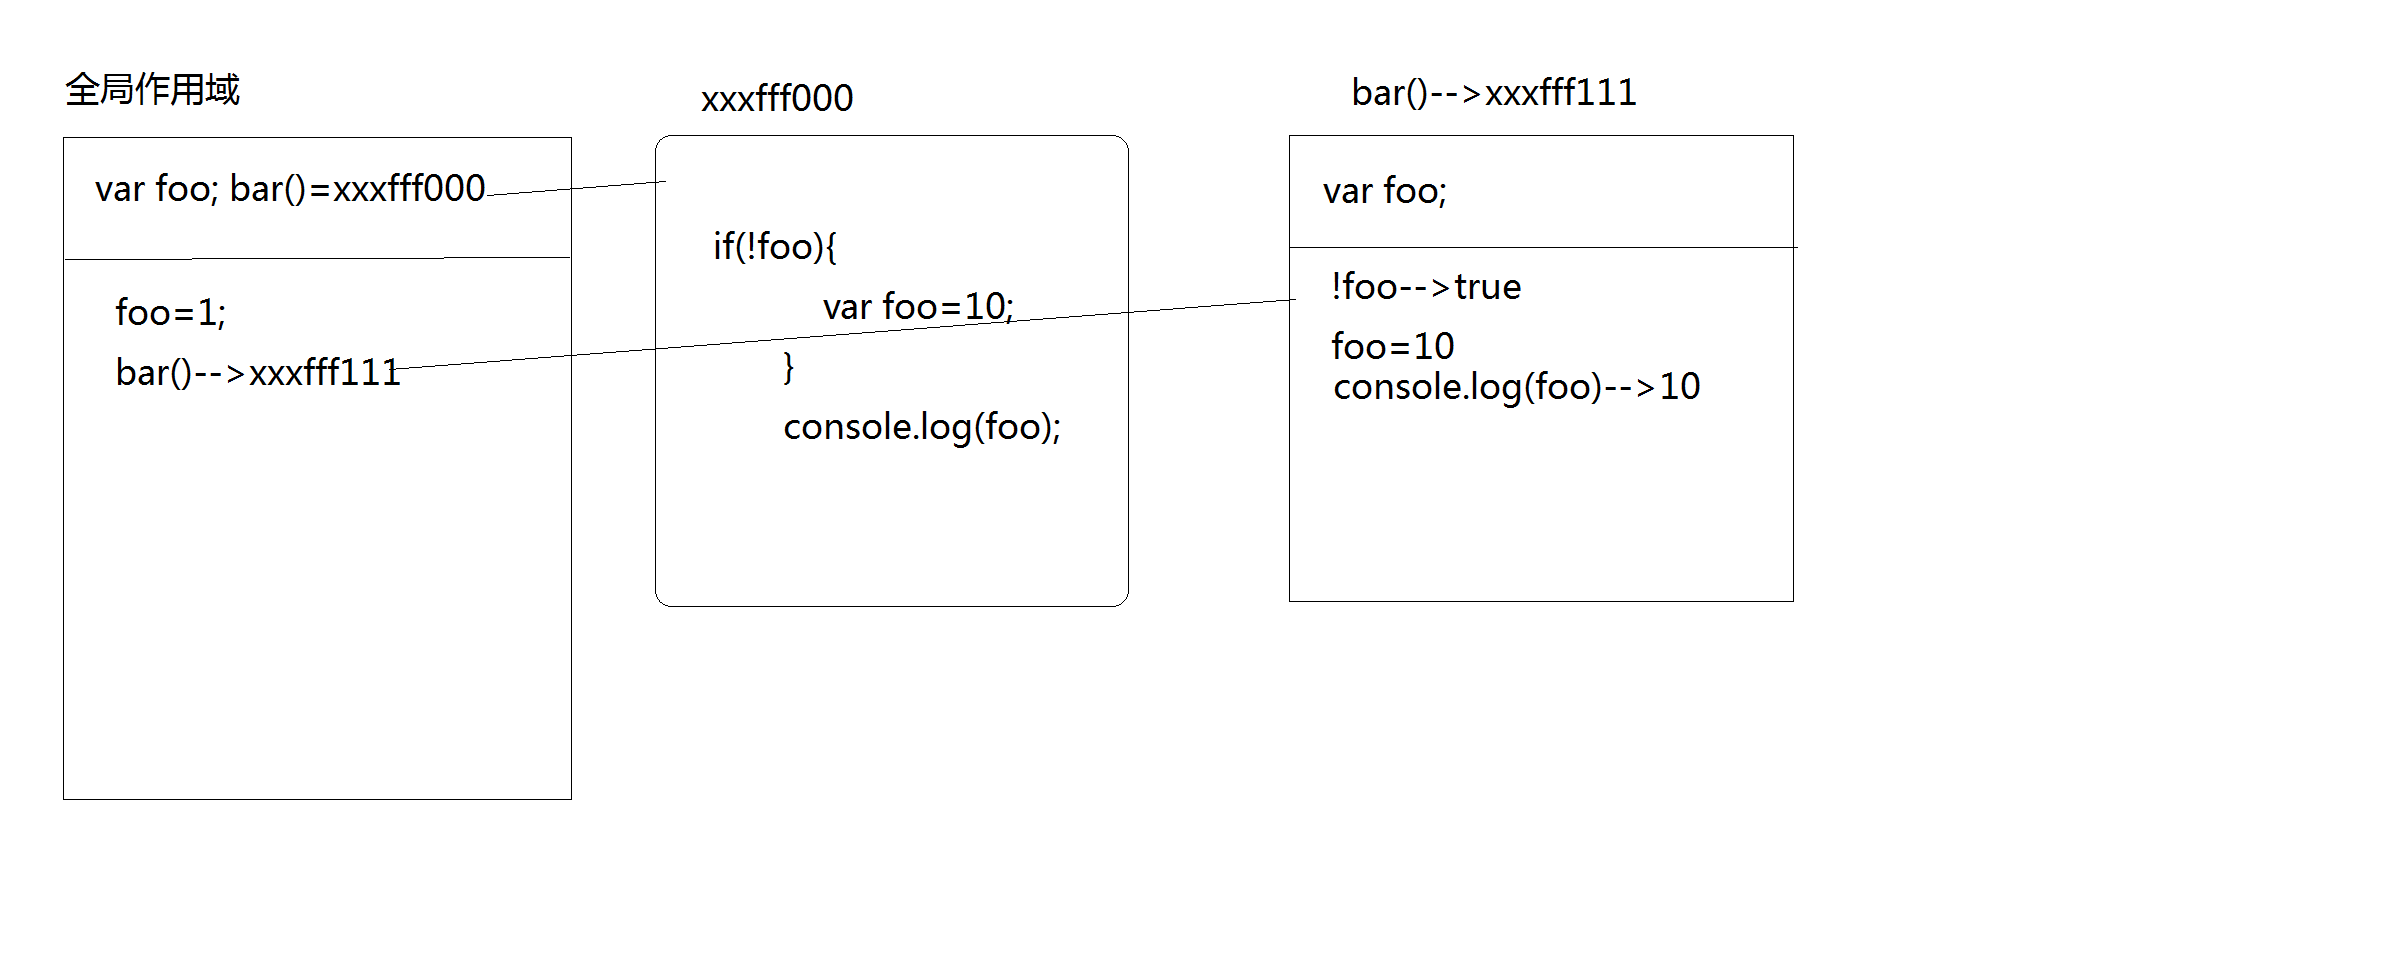 全局作用域
var foo; bar()=xxxfff000
foo=1;
bar()-->xxxfff111
xxxfff000
if(!foo){
var foo=10;
}
console.log(foo);
bar()-->xxxfff111
var foo;
!foo-->true
foo=10
console.log(foo)-->10